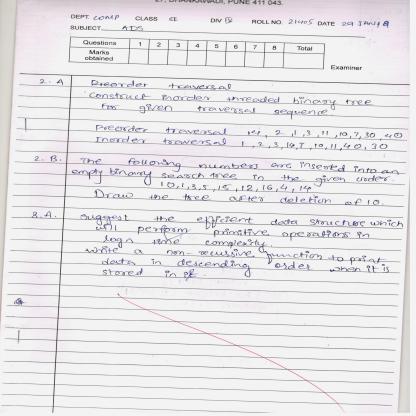 27, DHANKAWADI, PUNE 411 043.
DEPT. COMP CLASS CE DIV ROLL NO. 21405 DATE 29 JAN 19
SUBJECT. ADS
Questions 1 2 3 4 5 6 7 8 Total
Marks obtained
Examiner
2. A Preorder traversal
construct inorder threaded binary tree
for given traversal sequence
Preorder traversal 14, 2, 1, 3, 11, 10, 7, 30, 40
Inorder traversal 1, 2, 3, 14, 7, 10, 11, 40, 30
2. B. The following numbers are inserted into an
empty binary search tree in the given order.
10, 1, 3, 5, 15, 12, 16, 4, 14
Draw the tree after deletion of 10.
8. A. suggest the efficient data structure which
will perform primitive operations in
logn time complexity.
write a non-recursive function to print
data in descending order when it is
stored in it.